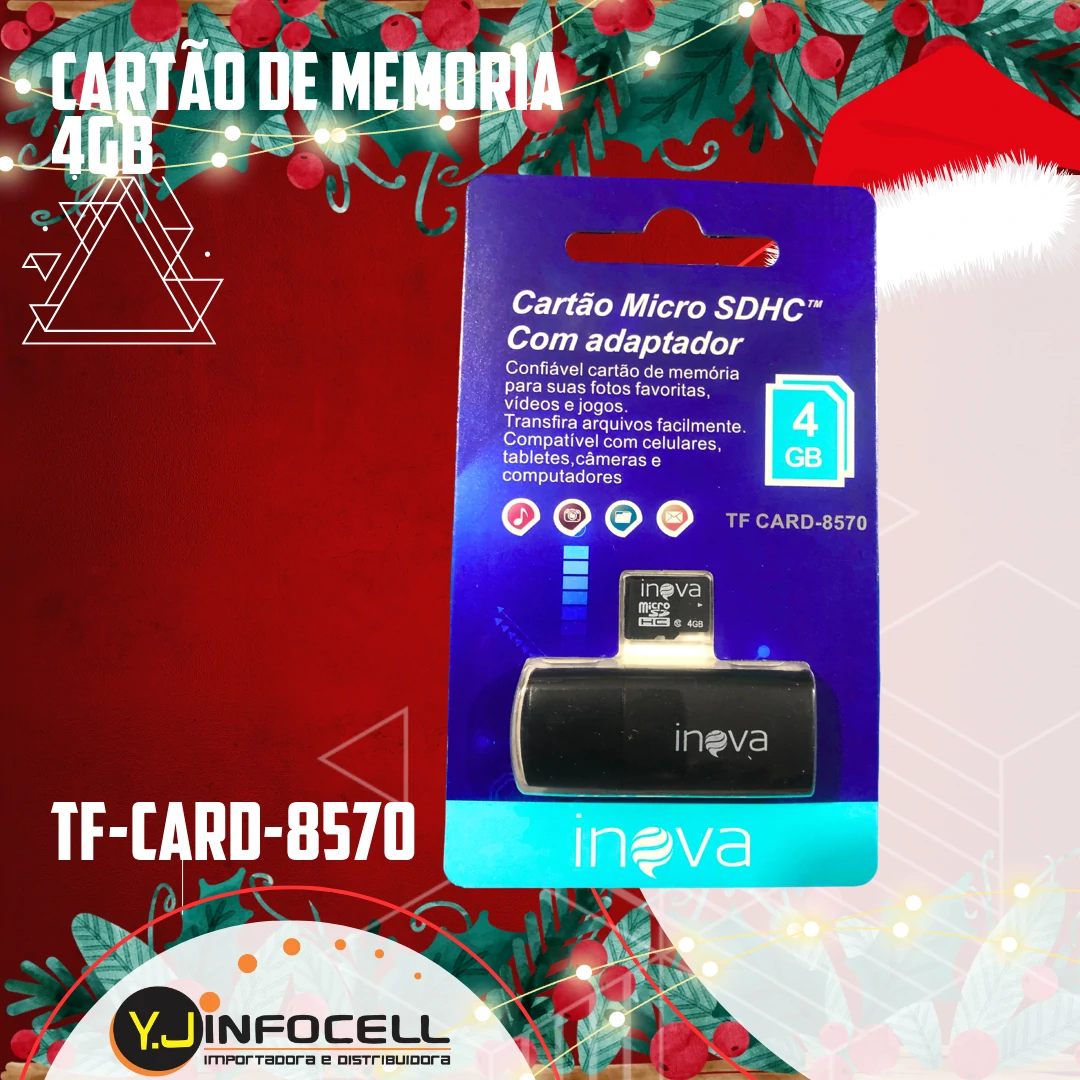 CARTÃO DE MEMORIA
4GB
Cartão Micro SDHC™
Com adaptador
Confiável cartão de memória
para suas fotos favoritas,
vídeos e jogos.
Transfira arquivos facilmente.
Compatível com celulares,
tabletes,câmeras e
computadores
4
GB
TF CARD-8570
inova
micro
SD
HC 4GB
inova
inova
TF-CARD-8570
Y.J INFOCELL
IMPORTADORA E DISTRIBUIDORA